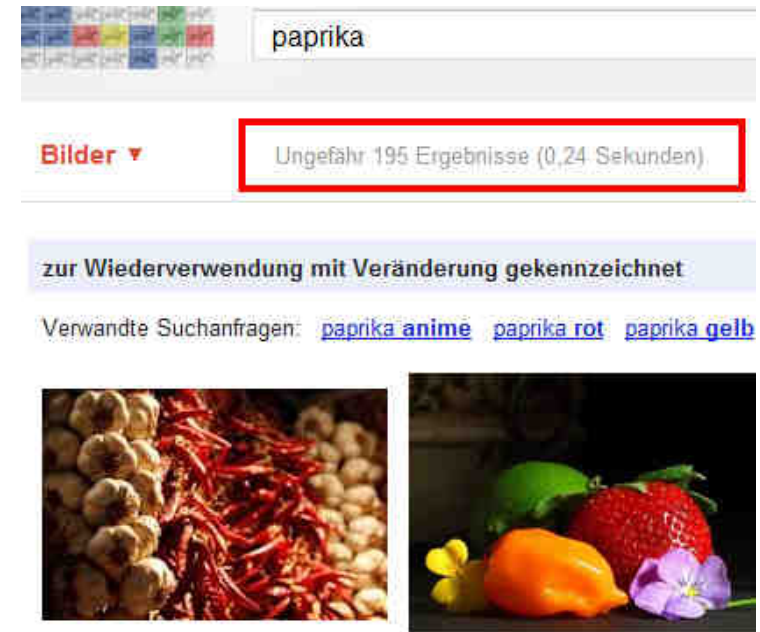 paprika
Bilder ▼
Ungefähr 195 Ergebnisse (0,24 Sekunden)
zur Wiederverwendung mit Veränderung gekennzeichnet
Verwandte Suchanfragen: paprika anime paprika rot paprika gelb